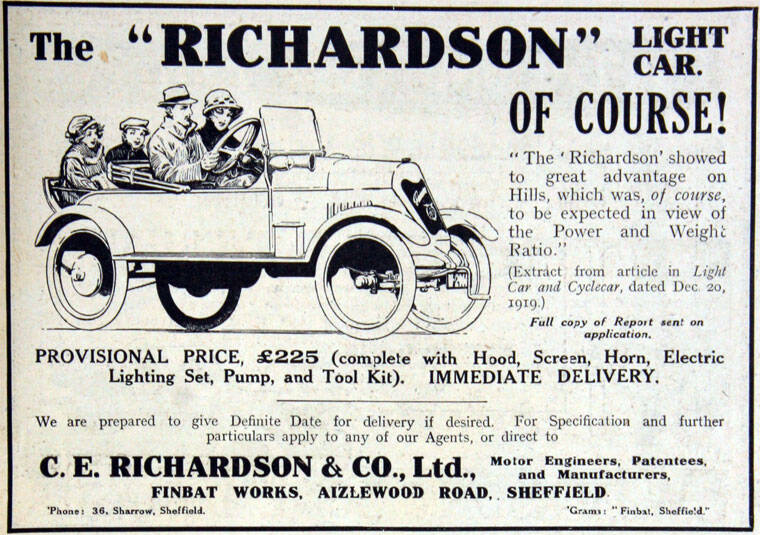 The "RICHARDSON" LIGHT
CAR.
OF COURSE!
"The 'Richardson' showed
to great advantage on
Hills, which was, of course,
to be expected in view of
the Power and Weight
Ratio."
(Extract from article in Light
Car and Cyclecar, dated Dec. 20,
1919.)
Full copy of Report sent on
application.
PROVISIONAL PRICE, £225 (complete with Hood, Screen, Horn, Electric
Lighting Set, Pump, and Tool Kit). IMMEDIATE DELIVERY.
We are prepared to give Definite Date for delivery if desired. For Specification and further
particulars apply to any of our Agents, or direct to
C. E. RICHARDSON & CO., Ltd., Motor Engineers, Patentees,
and Manufacturers,
FINBAT WORKS, AIZLEWOOD ROAD, SHEFFIELD
'Phone: 36, Sharrow, Sheffield. 'Grams: "Finbat, Sheffield."